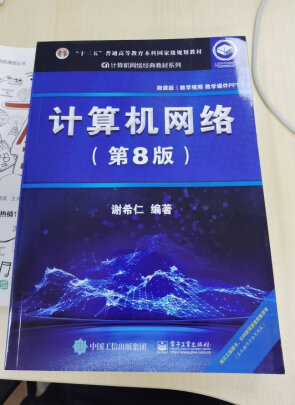 "十二五"普通高等教育本科国家级规划教材
计算机网络经典教材系列
微课版（教学视频 教学课件PPT
计算机网络
（第8版）
谢希仁 编著
中国工信出版集团
电子工业出版社